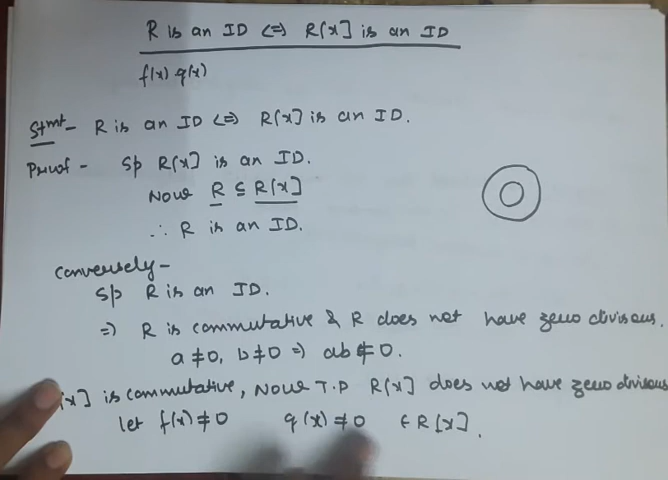 R is an ID <=> R[x] is an ID
f(x) g(x)
Stmt - R is an ID <=> R[x] is an ID.
Proof - Sp R[x] is an ID.
Now R ⊆ R[x]
∴ R is an ID.
Conversely -
Sp R is an ID.
=> R is commutative & R does not have zero divisors.
a ≠ 0, b ≠ 0 => ab ≠ 0.
[x] is commutative, Now T.P R[x] does not have zero divisors
let f(x) ≠ 0 g(x) ≠ 0 ∈ R[x].